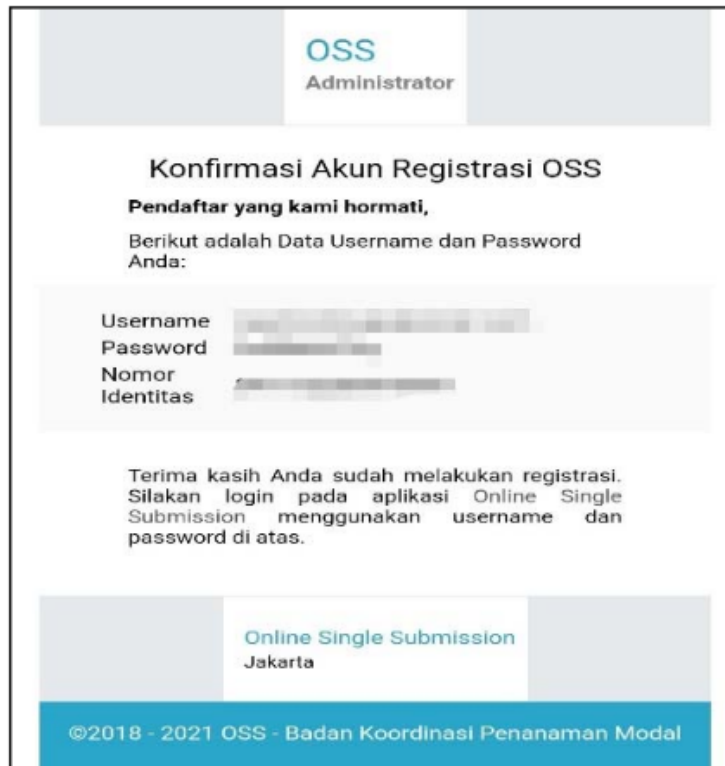 OSS
Administrator
Konfirmasi Akun Registrasi OSS
Pendaftar yang kami hormati,
Berikut adalah Data Username dan Password
Anda:
Username
Password
Nomor
Identitas
Terima kasih Anda sudah melakukan registrasi.
Silakan login pada aplikasi Online Single
Submission menggunakan username dan
password di atas.
Online Single Submission
Jakarta
©2018 - 2021 OSS - Badan Koordinasi Penanaman Modal